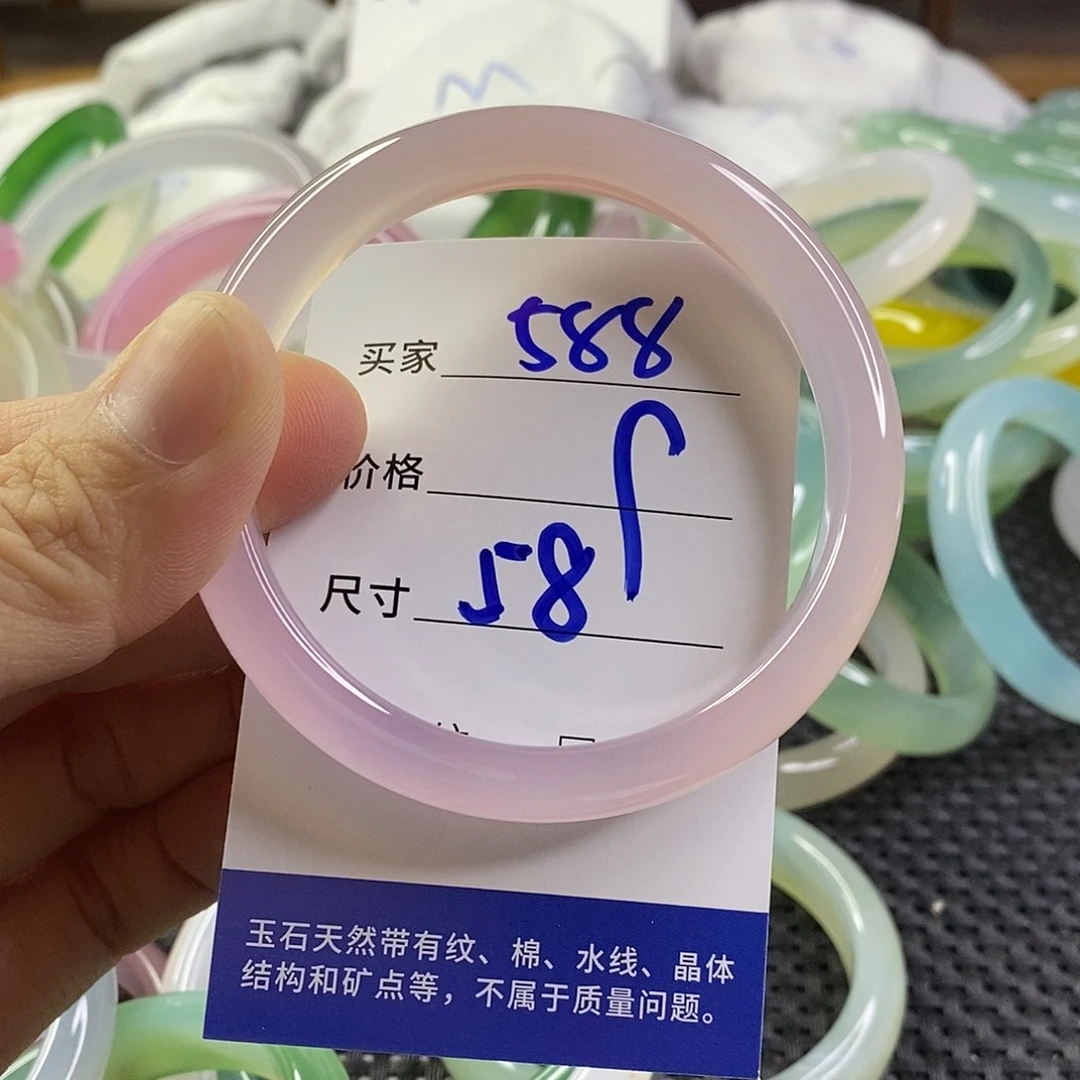 买家 588
价格
尺寸 58
玉石天然带有纹、棉、水线、晶体
结构和矿点等，不属于质量问题。